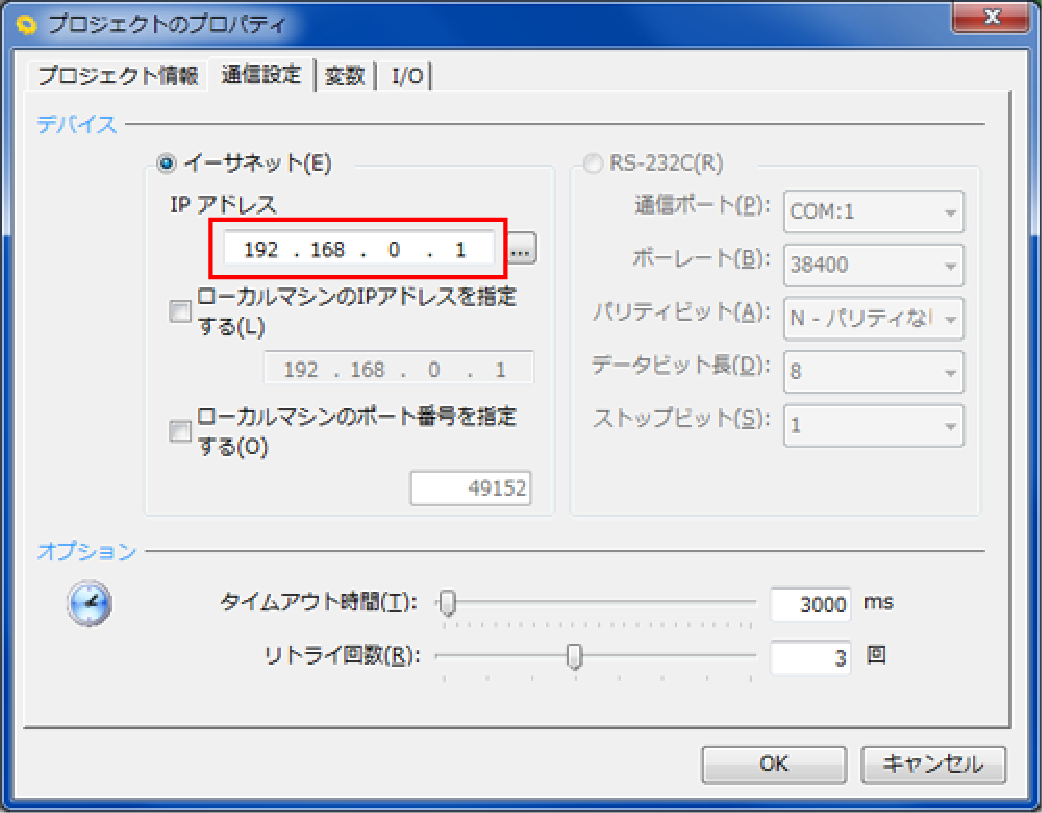 プロジェクトのプロパティ
プロジェクト情報 通信設定 変数 I/O
デバイス
イーサネット(E)
IP アドレス
192 . 168 . 0 . 1
...
ローカルマシンのIPアドレスを指定
する(L)
192 . 168 . 0 . 1
ローカルマシンのポート番号を指定
する(O)
49152
RS-232C(R)
通信ポート(P): COM:1
ボーレート(B): 38400
パリティビット(A): N - パリティな
データビット長(D): 8
ストップビット(S): 1
オプション
タイムアウト時間(T): 3000 ms
リトライ回数(R): 3 回
OK キャンセル